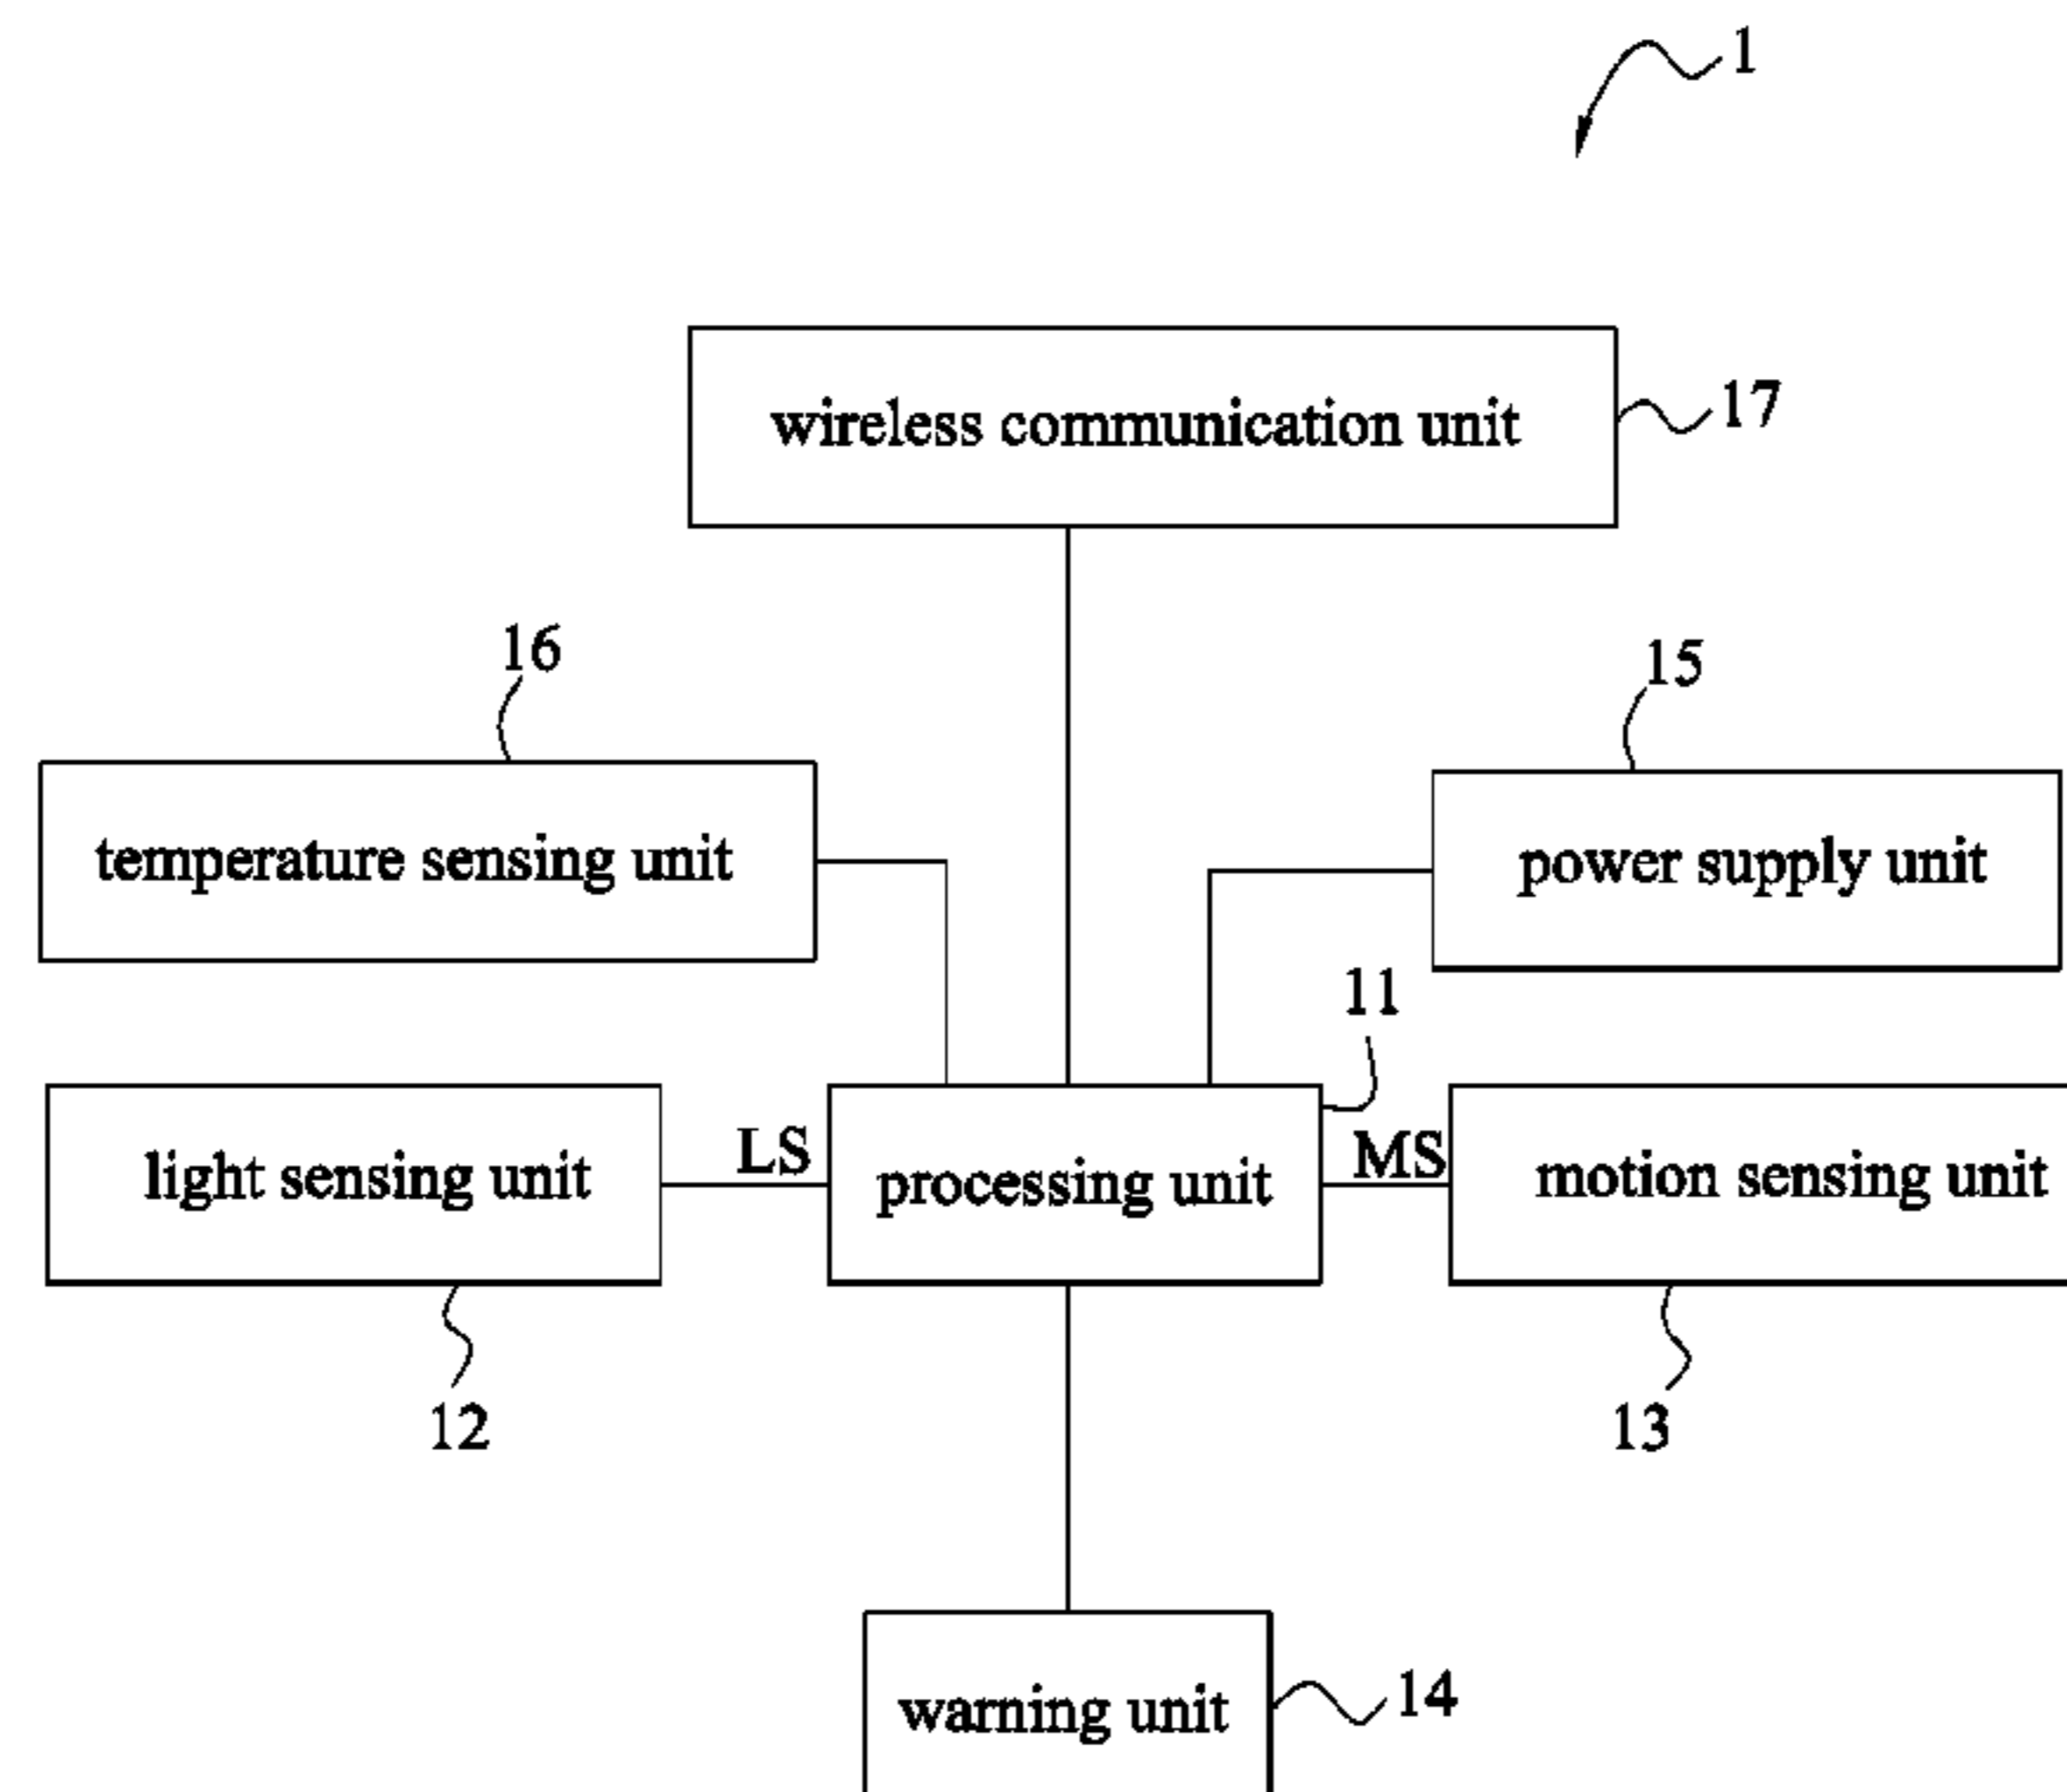 1
wireless communication unit
17
16
15
temperature sensing unit
power supply unit
11
light sensing unit
LS
processing unit
MS
motion sensing unit
12
13
warning unit
14